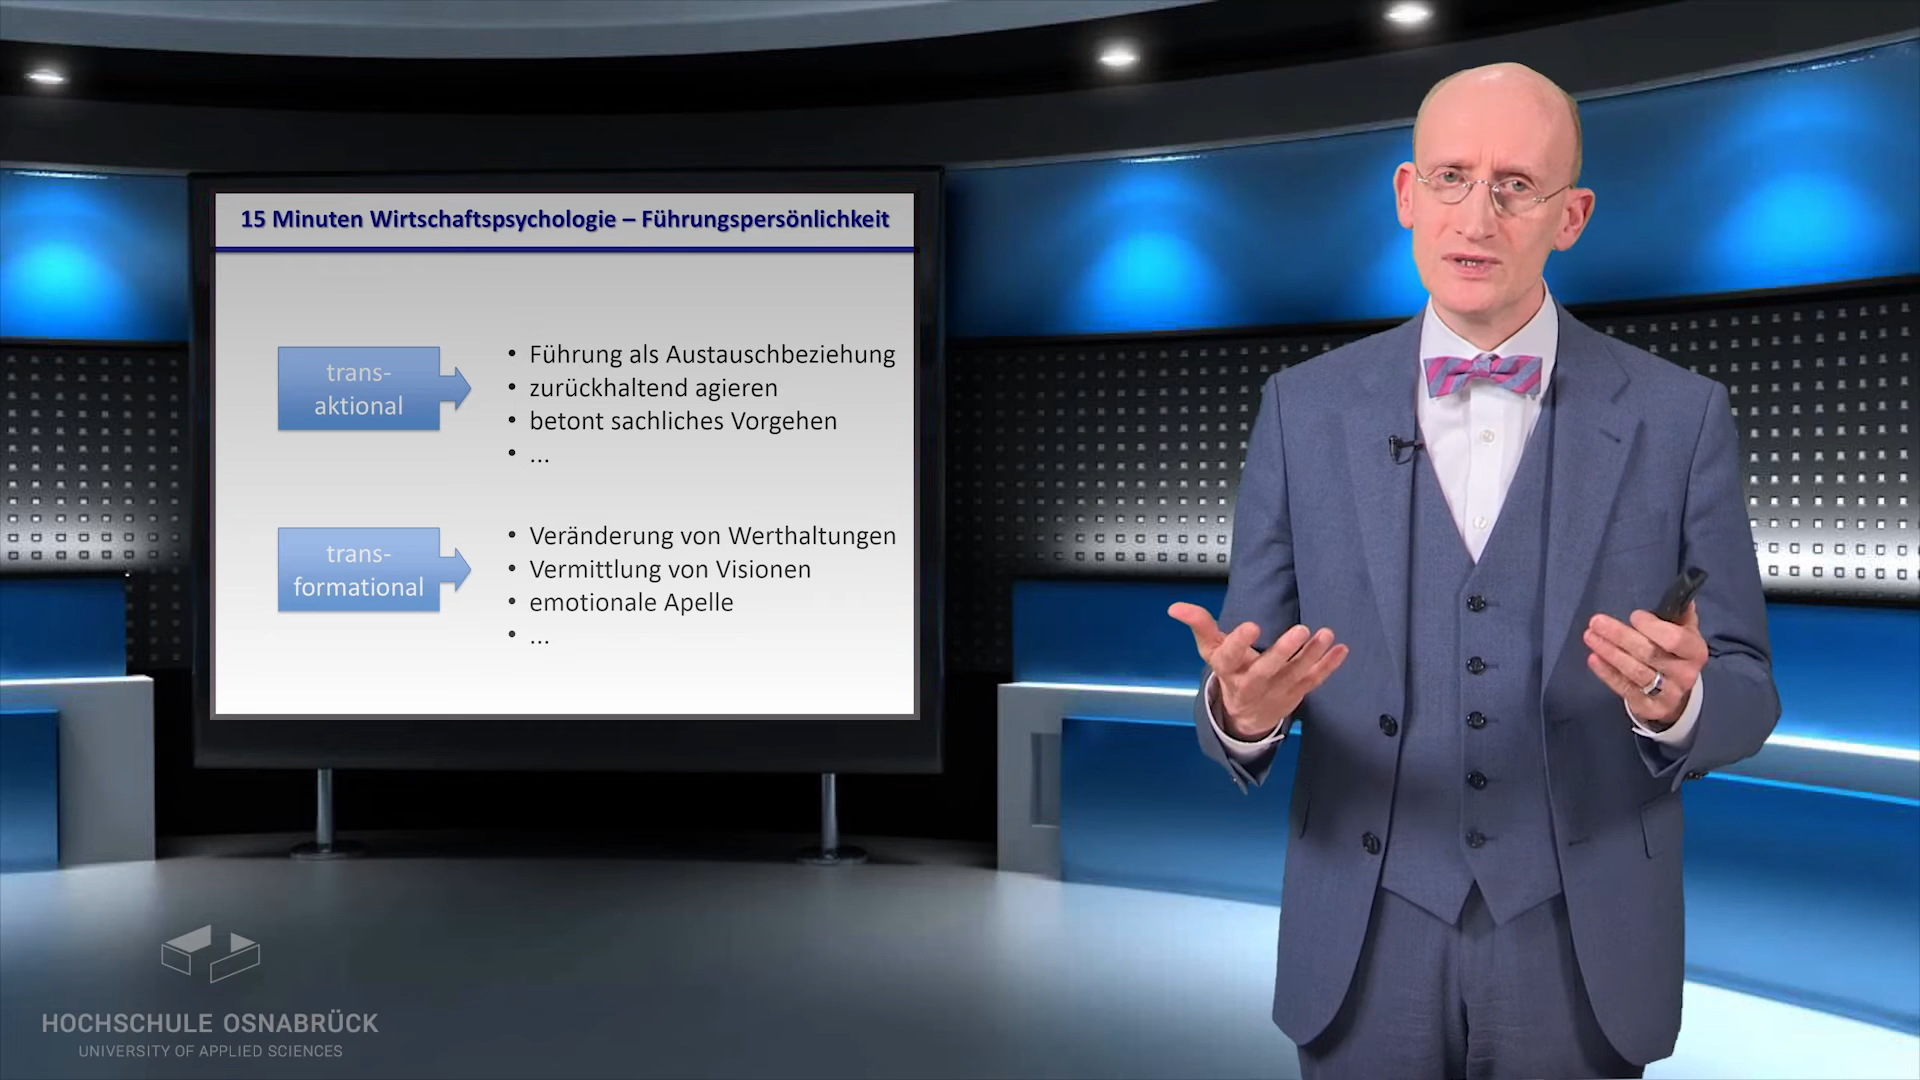 15 Minuten Wirtschaftspsychologie – Führungspersönlichkeit
trans-
aktional
• Führung als Austauschbeziehung
• zurückhaltend agieren
• betont sachliches Vorgehen
• ...
trans-
formational
• Veränderung von Werthaltungen
• Vermittlung von Visionen
• emotionale Apelle
• ...
HOCHSCHULE OSNABRÜCK
UNIVERSITY OF APPLIED SCIENCES